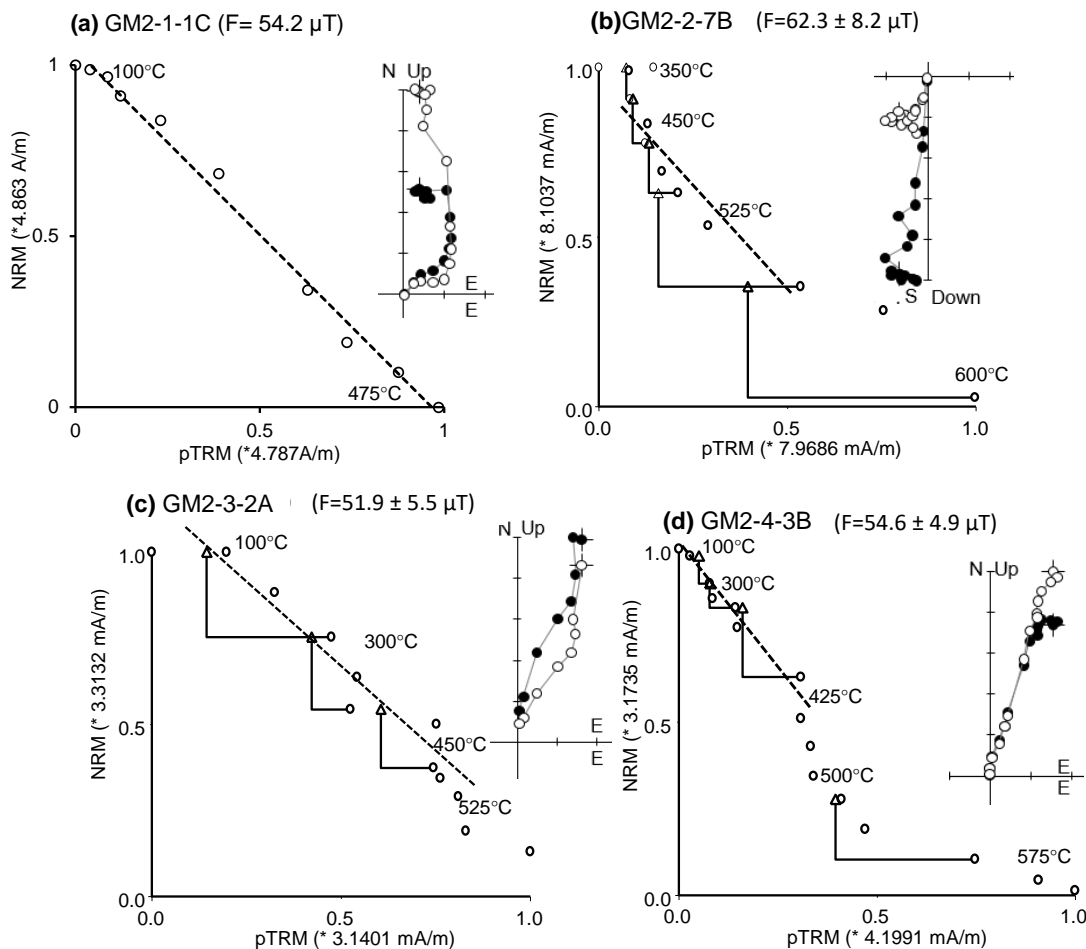 (a) GM2-1-1C (F= 54.2 µT)
N Up
1
100°C
NRM (*4.863 A/m)
0.5
475°C
E
E
0
0
0.5
1
pTRM (*4.787A/m)
(b) GM2-2-7B (F=62.3 ± 8.2 µT)
1.0
350°C
450°C
NRM (* 8.1037 mA/m)
0.5
525°C
. S Down
600°C
0.0
0.0
0.5
1.0
pTRM (* 7.9686 mA/m)
(c) GM2-3-2A (F=51.9 ± 5.5 µT)
N Up
1.0
100°C
NRM (* 3.3132 mA/m)
300°C
0.5
450°C
E
E
525°C
0.0
0.0
0.5
1.0
pTRM (* 3.1401 mA/m)
(d) GM2-4-3B (F=54.6 ± 4.9 µT)
1.0
100°C
N Up
300°C
NRM (* 3.1735 mA/m)
425°C
0.5
500°C
E
E
575°C
0.0
0.0
0.5
1.0
pTRM (* 4.1991 mA/m)